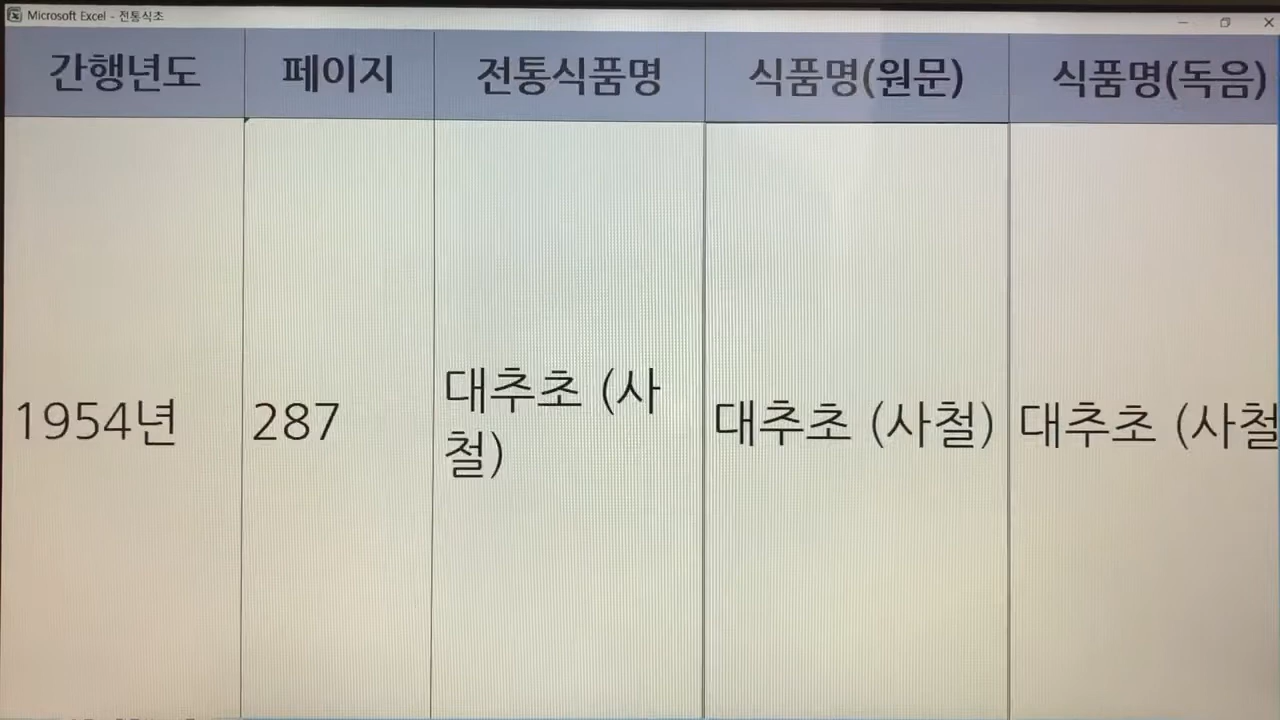 Microsoft Excel - 전통식초
간행년도 페이지 전통식품명 식품명(원문) 식품명(독음)
1954년 287 대추초 (사철) 대추초 (사철) 대추초 (사철